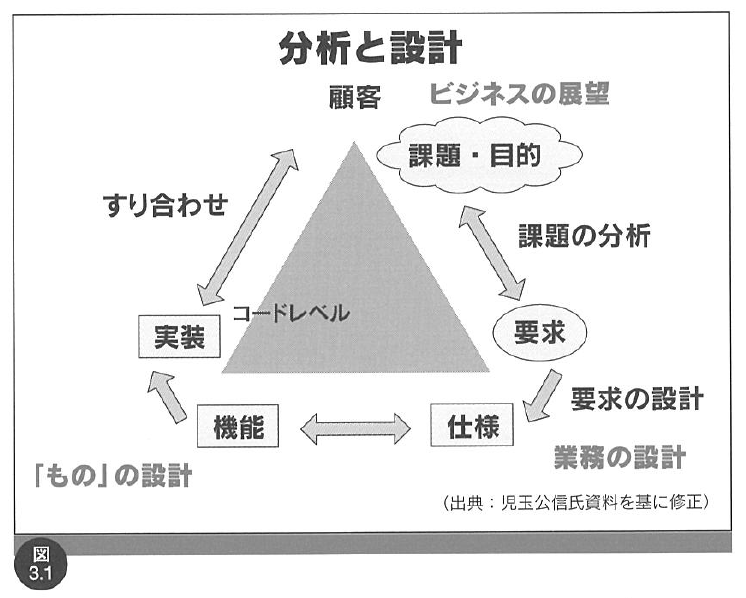 分析と設計
顧客
ビジネスの展望
課題・目的
すり合わせ
課題の分析
コードレベル
実装
要求
機能
仕様
要求の設計
業務の設計
「もの」の設計
（出典：児玉公信氏資料を基に修正）
図
3.1